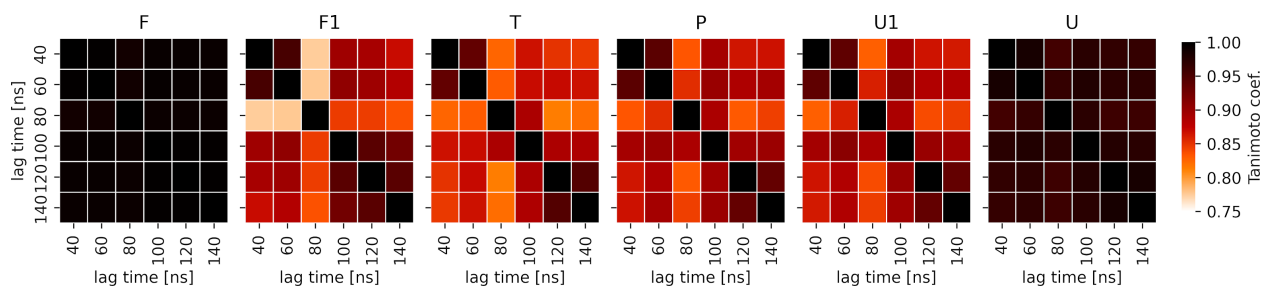 F F1 T P U1 U
lag time [ns]
40
60
80
100
120
140
40 60 80 100 120 140
lag time [ns]
40 60 80 100 120 140
lag time [ns]
40 60 80 100 120 140
lag time [ns]
40 60 80 100 120 140
lag time [ns]
40 60 80 100 120 140
lag time [ns]
40 60 80 100 120 140
lag time [ns]
1.00
0.95
0.90
0.85
0.80
0.75
Tanimoto coef.